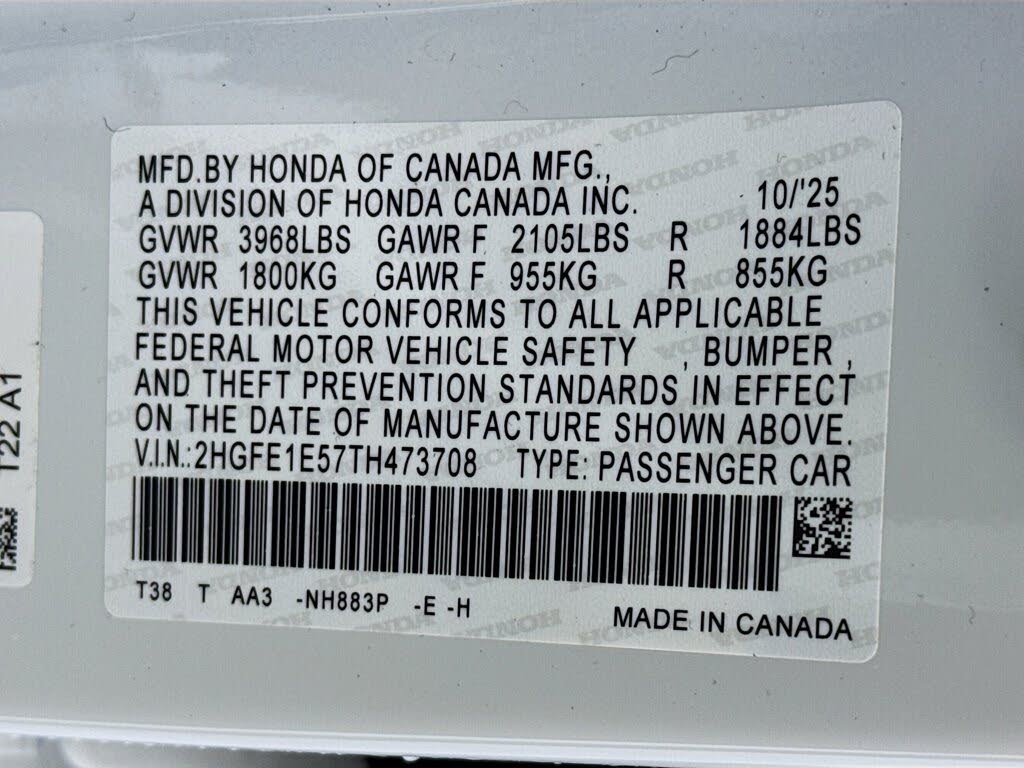 MFD.BY HONDA OF CANADA MFG.,
A DIVISION OF HONDA CANADA INC. 10/'25
GVWR 3968LBS GAWR F 2105LBS R 1884LBS
GVWR 1800KG GAWR F 955KG R 855KG
THIS VEHICLE CONFORMS TO ALL APPLICABLE
FEDERAL MOTOR VEHICLE SAFETY , BUMPER ,
AND THEFT PREVENTION STANDARDS IN EFFECT
ON THE DATE OF MANUFACTURE SHOWN ABOVE.
V.I.N.:2HGFE1E57TH473708 TYPE: PASSENGER CAR
T38 T AA3 -NH883P -E -H
MADE IN CANADA
T22 A1